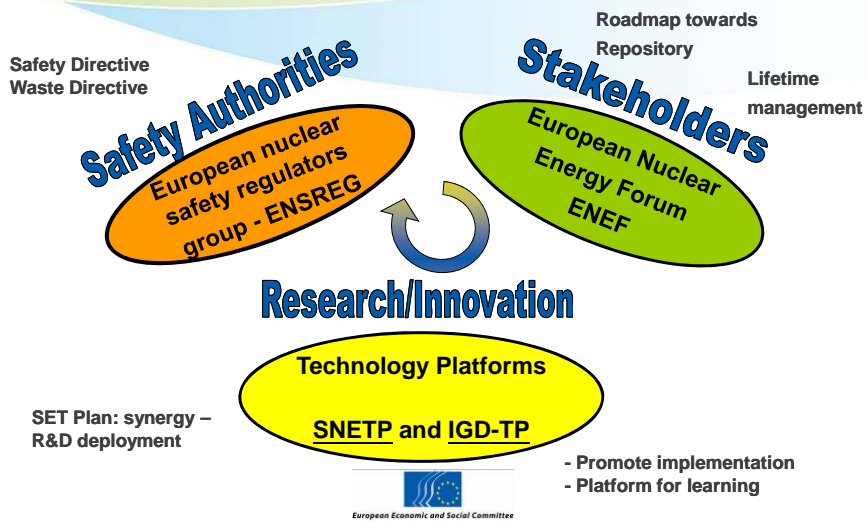 Safety Directive
Waste Directive
Safety Authorities
European nuclear
safety regulators
group - ENSREG
Roadmap towards
Repository
Stakeholders
Lifetime
management
European Nuclear
Energy Forum
ENEF
Research/Innovation
Technology Platforms
SNETP and IGD-TP
SET Plan: synergy –
R&D deployment
- Promote implementation
- Platform for learning
European Economic and Social Committee